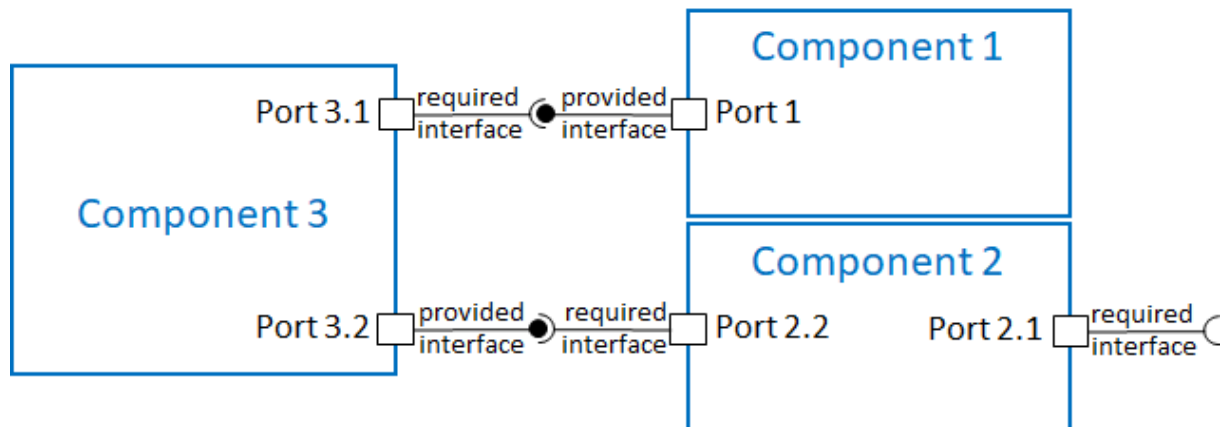 Component 1
Port 3.1
required
interface
provided
interface
Port 1
Component 3
Component 2
Port 3.2
provided
interface
required
interface
Port 2.2
Port 2.1
required
interface